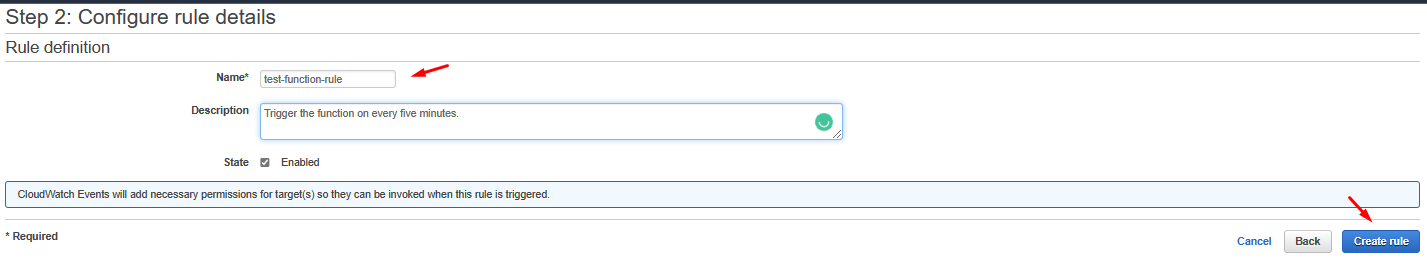 Step 2: Configure rule details
Rule definition
Name* test-function-rule
Description Trigger the function on every five minutes.
State Enabled
CloudWatch Events will add necessary permissions for target(s) so they can be invoked when this rule is triggered.
* Required Cancel Back Create rule